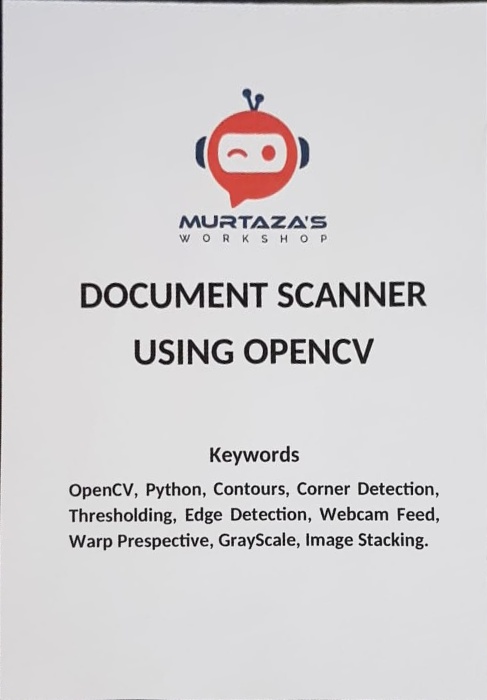 MURTAZA'S
WORKSHOP
DOCUMENT SCANNER
USING OPENCV
Keywords
OpenCV, Python, Contours, Corner Detection,
Thresholding, Edge Detection, Webcam Feed,
Warp Prespective, GrayScale, Image Stacking.